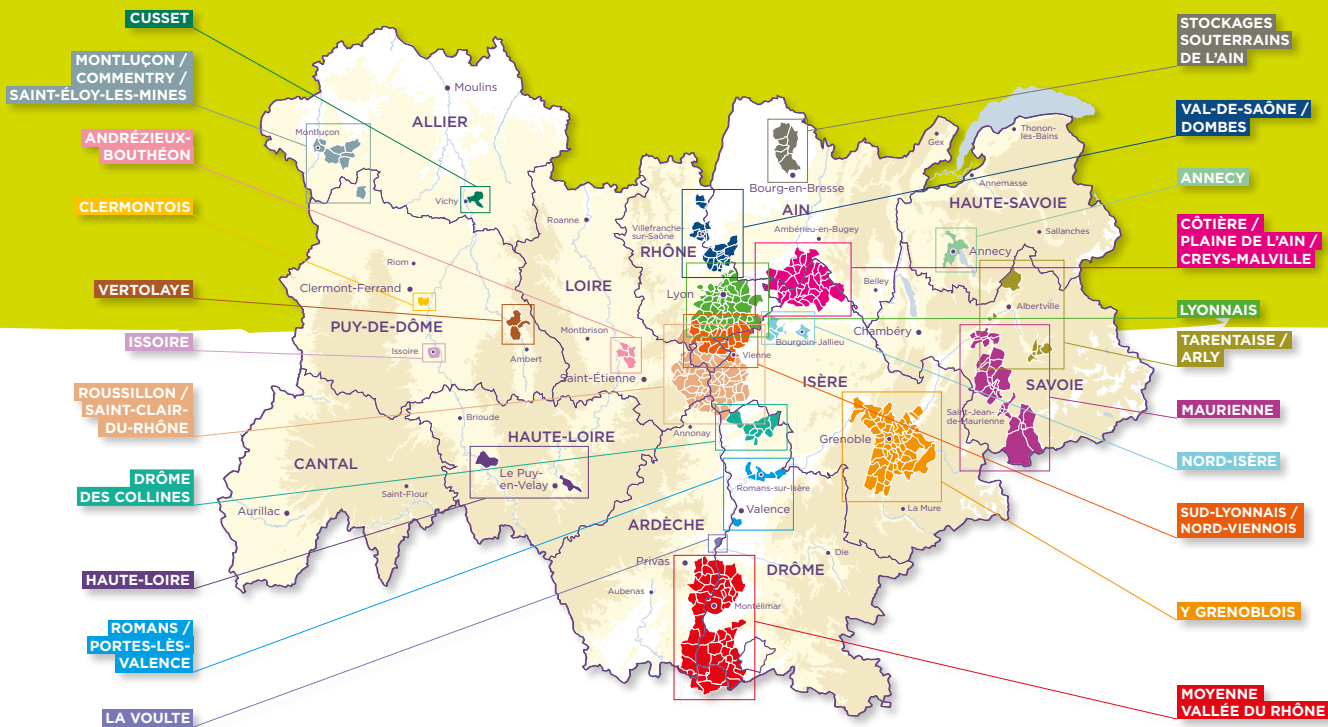 CUSSET
MONTLUÇON /
COMMENTRY /
SAINT-ÉLOY-LES-MINES
ANDRÉZIEUX-
BOUTHÉON
CLERMONTOIS
VERTOLAYE
ISSOIRE
ROUSSILLON /
SAINT-CLAIR-
DU-RHÔNE
DRÔME
DES COLLINES
HAUTE-LOIRE
ROMANS /
PORTES-LÈS-
VALENCE
LA VOULTE
Moulins
ALLIER
Montluçon
Vichy
Roanne
Riom
Clermont-Ferrand
LOIRE
PUY-DE-DÔME
Montbrison
Issoire
Ambert
Saint-Étienne
Brioude
HAUTE-LOIRE
Annonay
CANTAL
Le Puy-
en-Velay
Saint-Flour
Aurillac
ARDÈCHE
Privas
Aubenas
Bourg-en-Bresse
AIN
Villefranche-
sur-Saône
RHÔNE
Ambérieu-en-Bugey
Lyon
Belley
Gex
Thonon-
les-Bains
Annemasse
HAUTE-SAVOIE
Sallanches
Annecy
Albertville
Chambéry
Bourgoin-Jallieu
Vienne
ISÈRE
SAVOIE
Saint-Jean-
de-Maurienne
Grenoble
Romans-sur-Isère
Valence
La Mure
Die
DRÔME
Montélimar
STOCKAGES
SOUTERRAINS
DE L'AIN
VAL-DE-SAÔNE /
DOMBES
ANNECY
CÔTIÈRE /
PLAINE DE L'AIN /
CREYS-MALVILLE
LYONNAIS
TARENTAISE /
ARLY
MAURIENNE
NORD-ISÈRE
SUD-LYONNAIS /
NORD-VIENNOIS
Y GRENOBLOIS
MOYENNE
VALLÉE DU RHÔNE